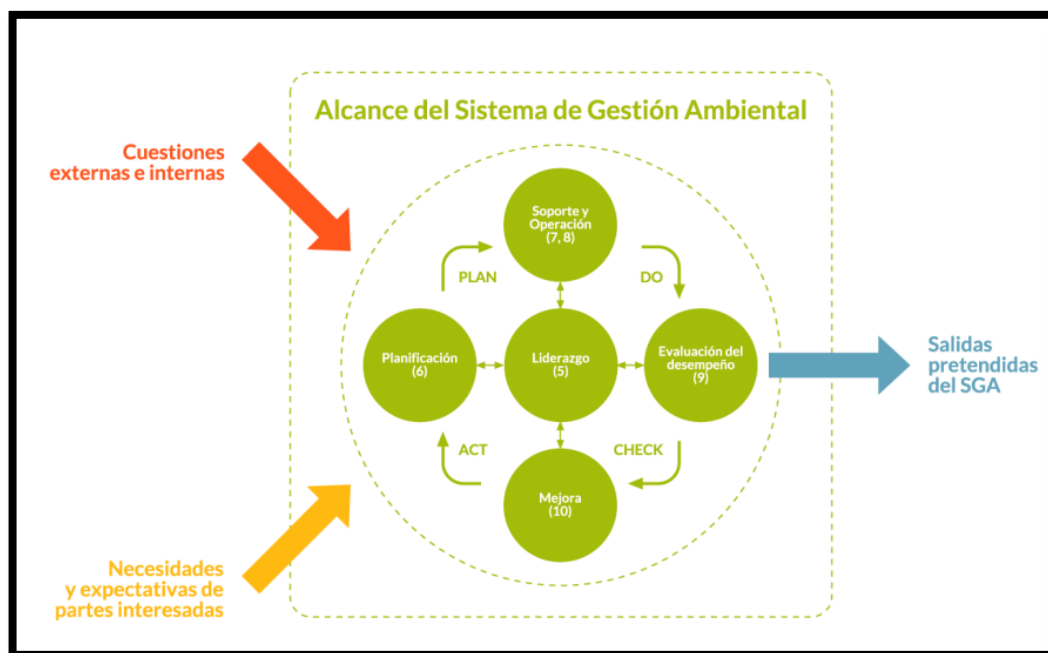 Alcance del Sistema de Gestión Ambiental
Cuestiones
externas e internas
Soporte y
Operación
(7, 8)
PLAN
DO
Planificación
(6)
Liderazgo
(5)
Evaluación del
desempeño
(9)
Salidas
pretendidas
del SGA
ACT
CHECK
Mejora
(10)
Necesidades
y expectativas de
partes interesadas